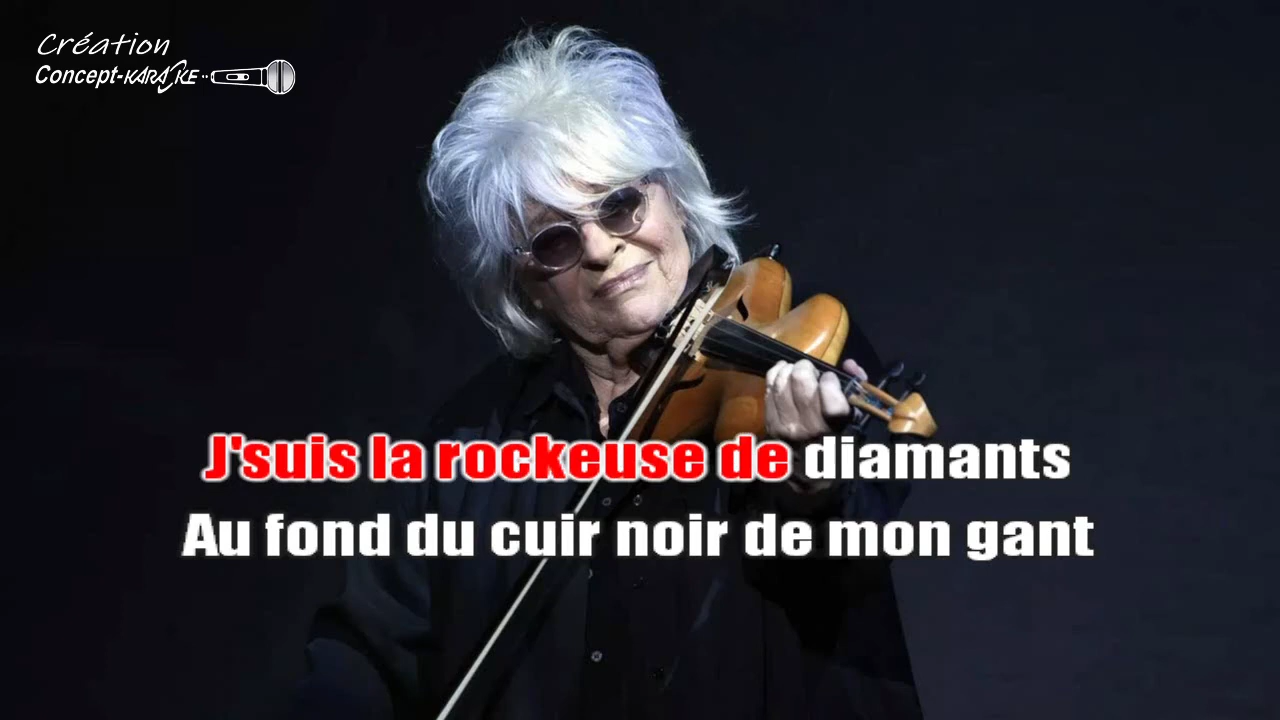 Création
Concept-KARAOKE
J'suis la rockeuse de diamants
Au fond du cuir noir de mon gant